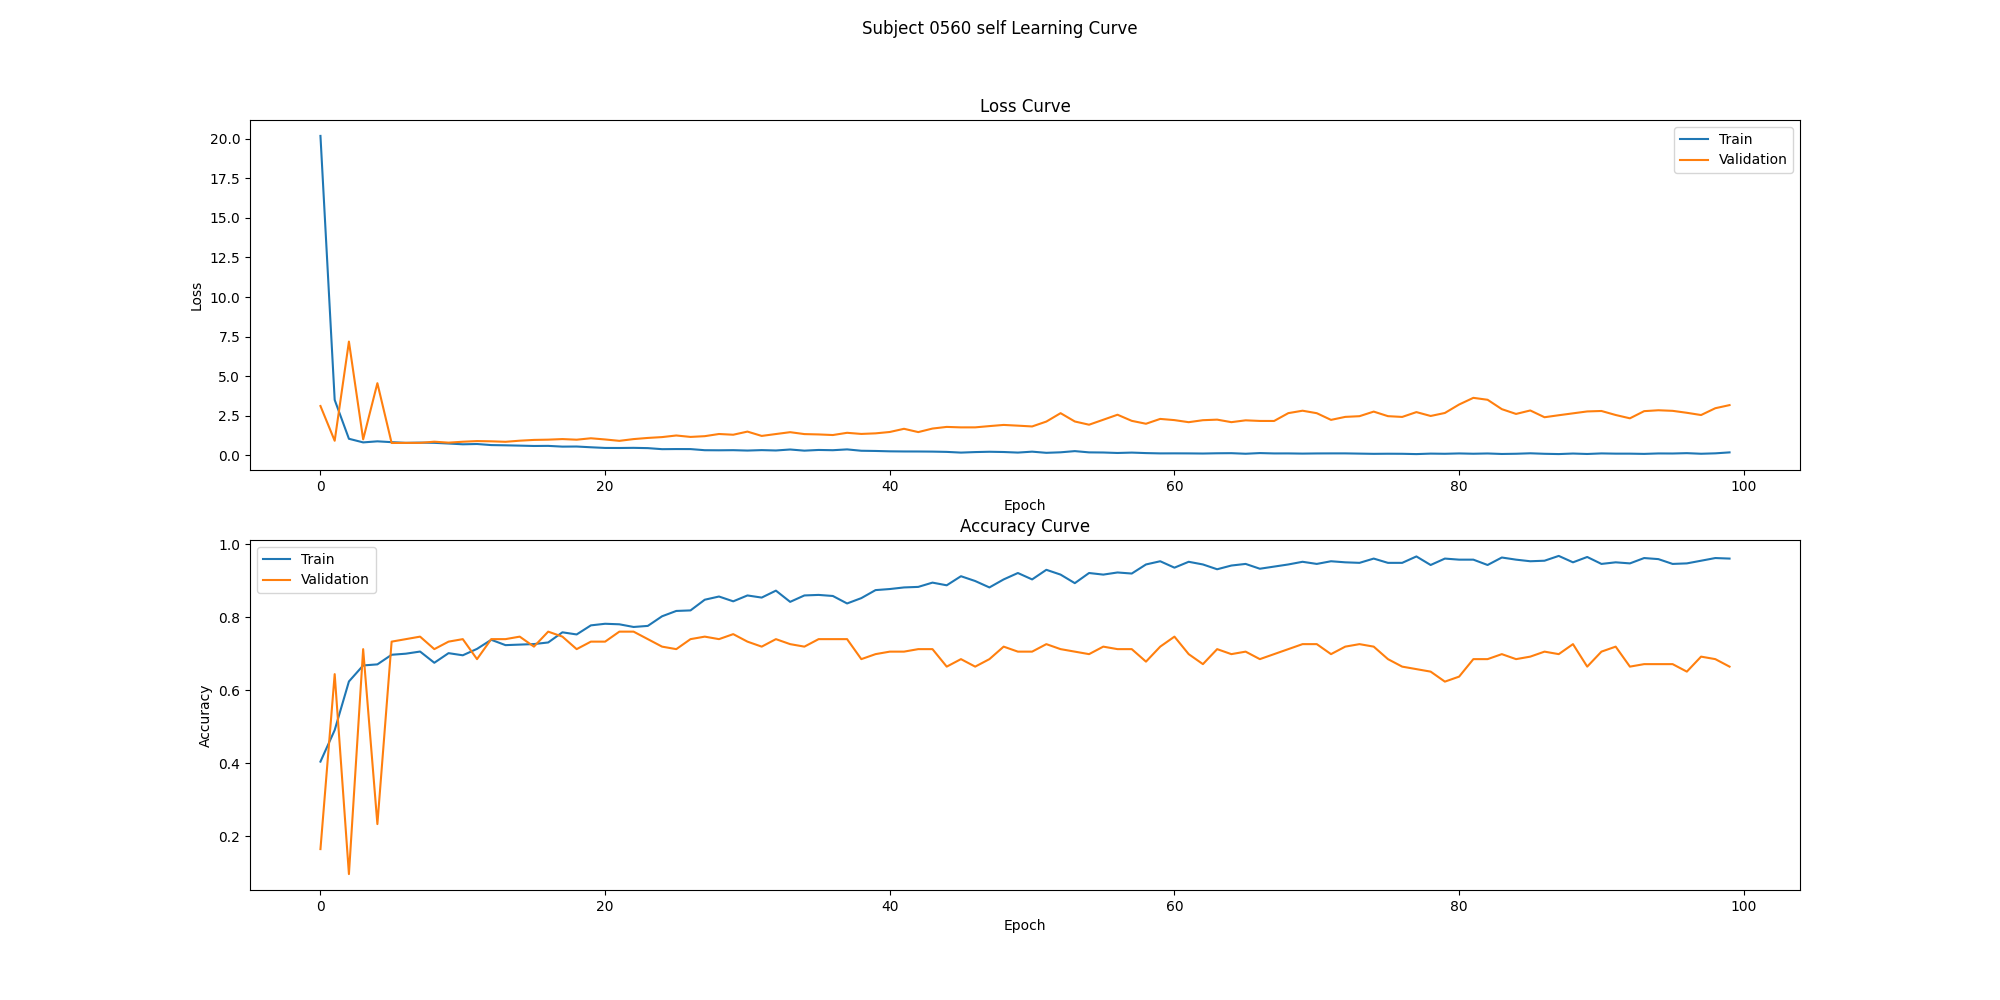 Subject 0560 self Learning Curve
Loss Curve
20.0
17.5
15.0
12.5
10.0
7.5
5.0
2.5
0.0
Loss
Train
Validation
0 20 40 60 80 100
Epoch
Accuracy Curve
1.0
0.8
0.6
0.4
0.2
Accuracy
Train
Validation
0 20 40 60 80 100
Epoch